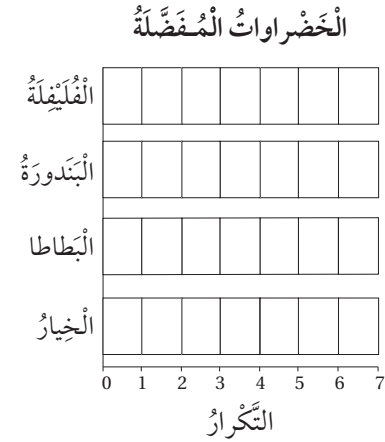 الْخَضْراواتُ الْمُـفَضَّلَةُ
الْفُلَيْفِلَةُ
الْبَنَدورَةُ
الْبَطاطا
الْخِيارُ
0 1 2 3 4 5 6 7
التَّكْرارُ